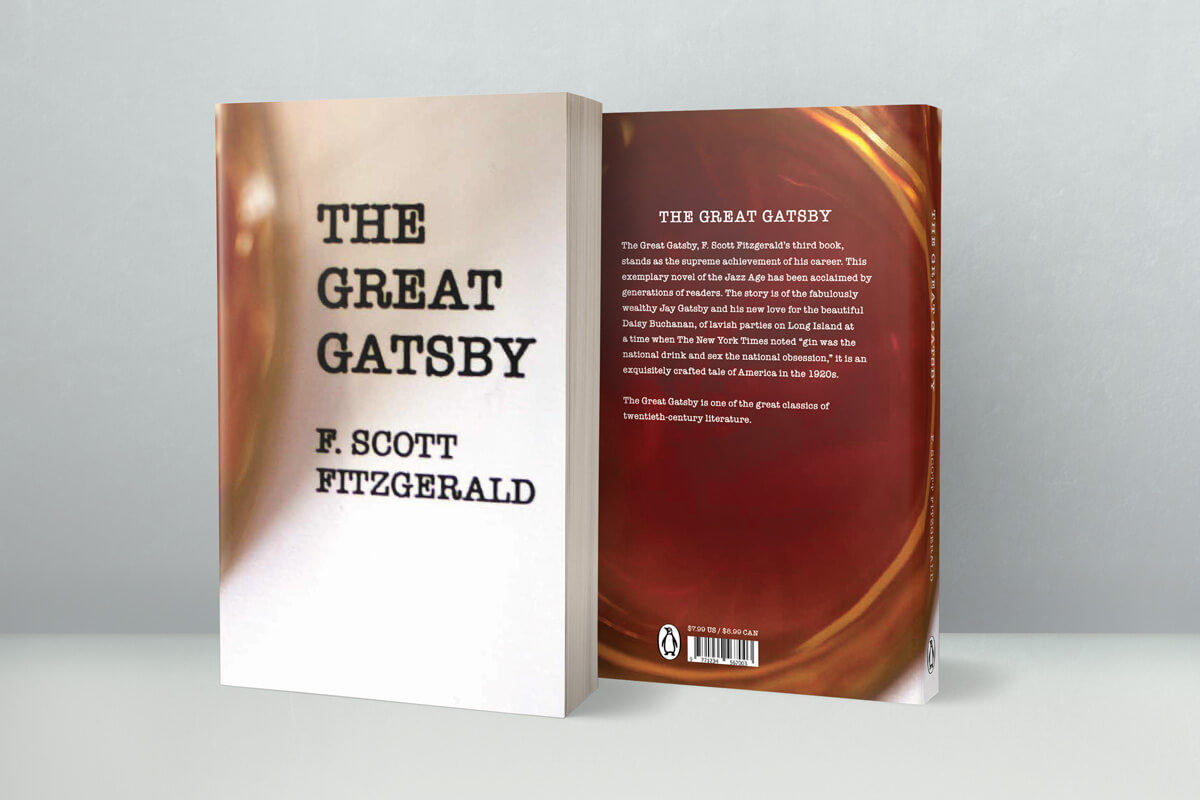 THE
GREAT
GATSBY
F. SCOTT
FITZGERALD
THE GREAT GATSBY
The Great Gatsby, F. Scott Fitzgerald's third book,
stands as the supreme achievement of his career. This
exemplary novel of the Jazz Age has been acclaimed by
generations of readers. The story is of the fabulously
wealthy Jay Gatsby and his new love for the beautiful
Daisy Buchanan, of lavish parties on Long Island at
a time when The New York Times noted “gin was the
national drink and sex the national obsession,” it is an
exquisitely crafted tale of America in the 1920s.
The Great Gatsby is one of the great classics of
twentieth-century literature.
$7.99 US / $8.99 CAN
THE GREAT GATSBY
F. SCOTT FITZGERALD